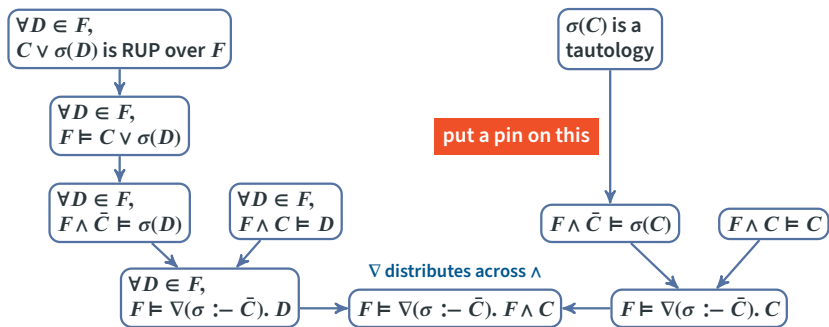 ∀D ∈ F,
C ∨ σ(D) is RUP over F
σ(C) is a
tautology
∀D ∈ F,
F ⊨ C ∨ σ(D)
put a pin on this
∀D ∈ F,
F ∧ C̄ ⊨ σ(D)
∀D ∈ F,
F ∧ C ⊨ D
F ∧ C̄ ⊨ σ(C)
F ∧ C ⊨ C
∀D ∈ F,
F ⊨ ∇(σ :– C̄). D
∇ distributes across ∧
F ⊨ ∇(σ :– C̄). F ∧ C
F ⊨ ∇(σ :– C̄). C